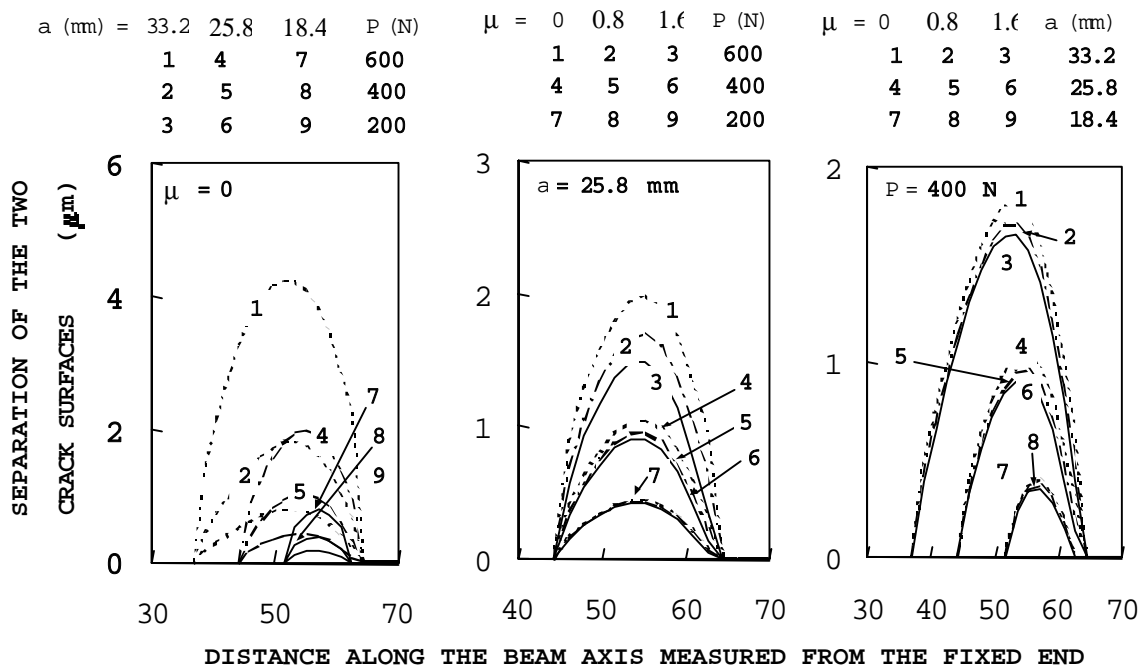 a (mm) = 33.2 25.8 18.4 P (N)
1 4 7 600
2 5 8 400
3 6 9 200
μ = 0 0.8 1.6 P (N)
1 2 3 600
4 5 6 400
7 8 9 200
μ = 0 0.8 1.6 a (mm)
1 2 3 33.2
4 5 6 25.8
7 8 9 18.4
SEPARATION OF THE TWO
CRACK SURFACES (μm)
6
4
2
0
μ = 0
1
7
4
8
2
5
9
30 50 70
3
2
1
0
a = 25.8 mm
1
2
3
4
5
6
7
40 50 60 70
2
1
0
P = 400 N
1
2
3
5
4
6
8
7
30 40 50 60 70
DISTANCE ALONG THE BEAM AXIS MEASURED FROM THE FIXED END